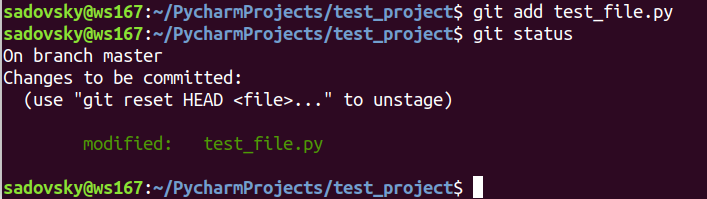 sadovsky@ws167:~/PycharmProjects/test_project$ git add test_file.py
sadovsky@ws167:~/PycharmProjects/test_project$ git status
On branch master
Changes to be committed:
  (use "git reset HEAD <file>..." to unstage)
        modified:   test_file.py
sadovsky@ws167:~/PycharmProjects/test_project$